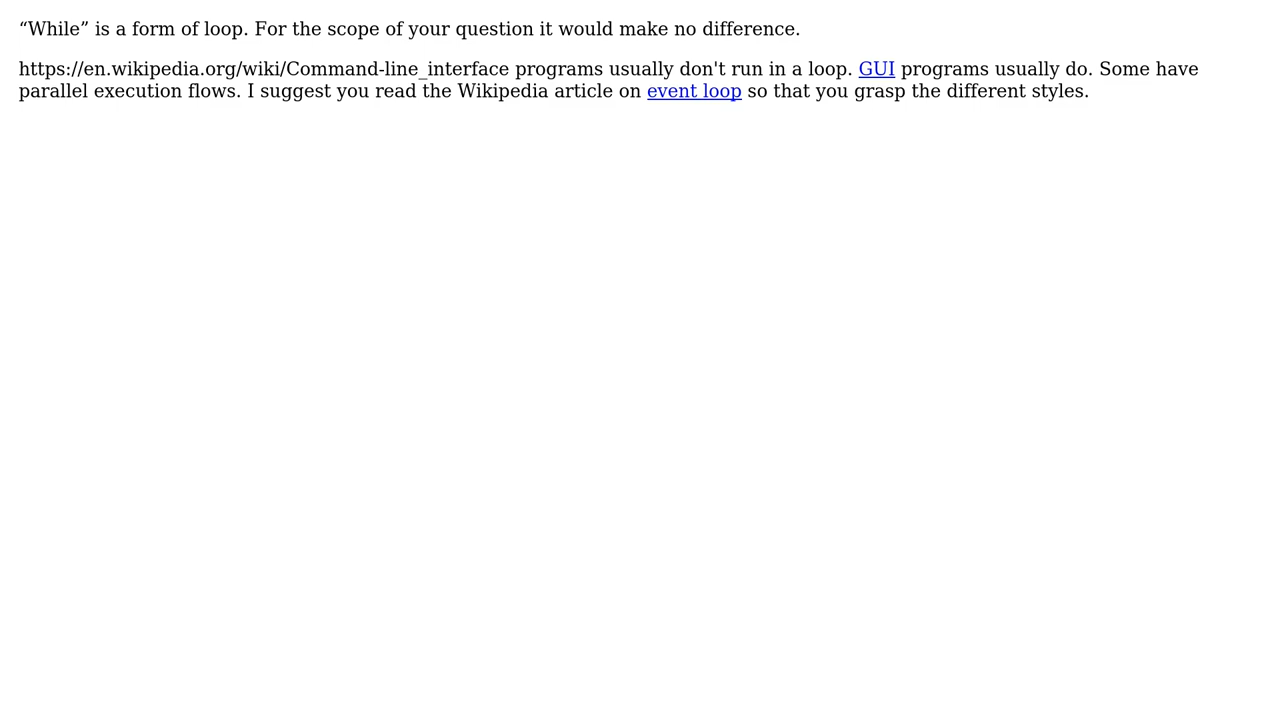 “While” is a form of loop. For the scope of your question it would make no difference.
https://en.wikipedia.org/wiki/Command-line_interface programs usually don't run in a loop. GUI programs usually do. Some have
parallel execution flows. I suggest you read the Wikipedia article on event loop so that you grasp the different styles.